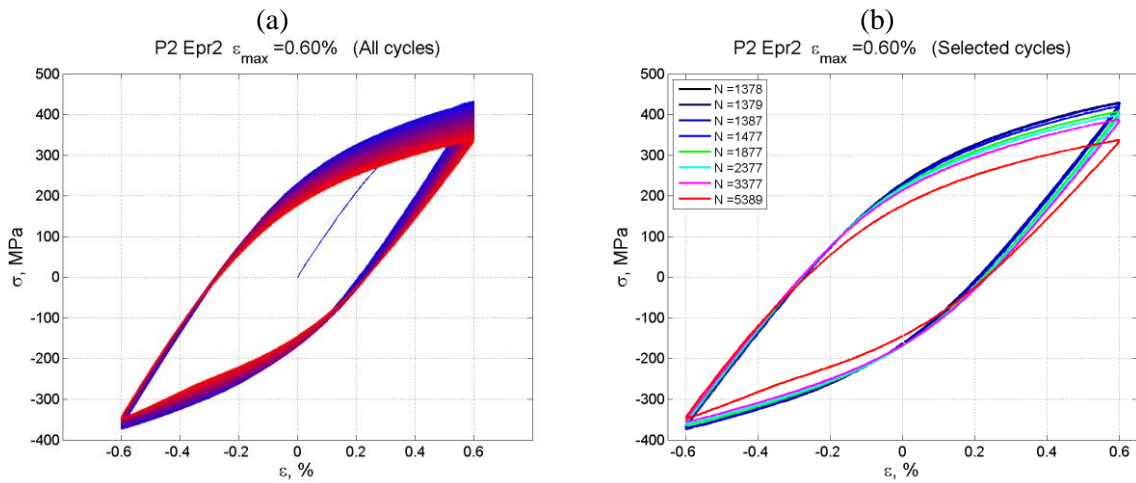 (a)
P2 Epr2 ε_max =0.60% (All cycles)
500
400
300
200
100
0
-100
-200
-300
-400
σ, MPa
-0.6 -0.4 -0.2 0 0.2 0.4 0.6
ε, %
(b)
P2 Epr2 ε_max =0.60% (Selected cycles)
500
400
300
200
100
0
-100
-200
-300
-400
σ, MPa
N =1378
N =1379
N =1387
N =1477
N =1877
N =2377
N =3377
N =5389
-0.6 -0.4 -0.2 0 0.2 0.4 0.6
ε, %